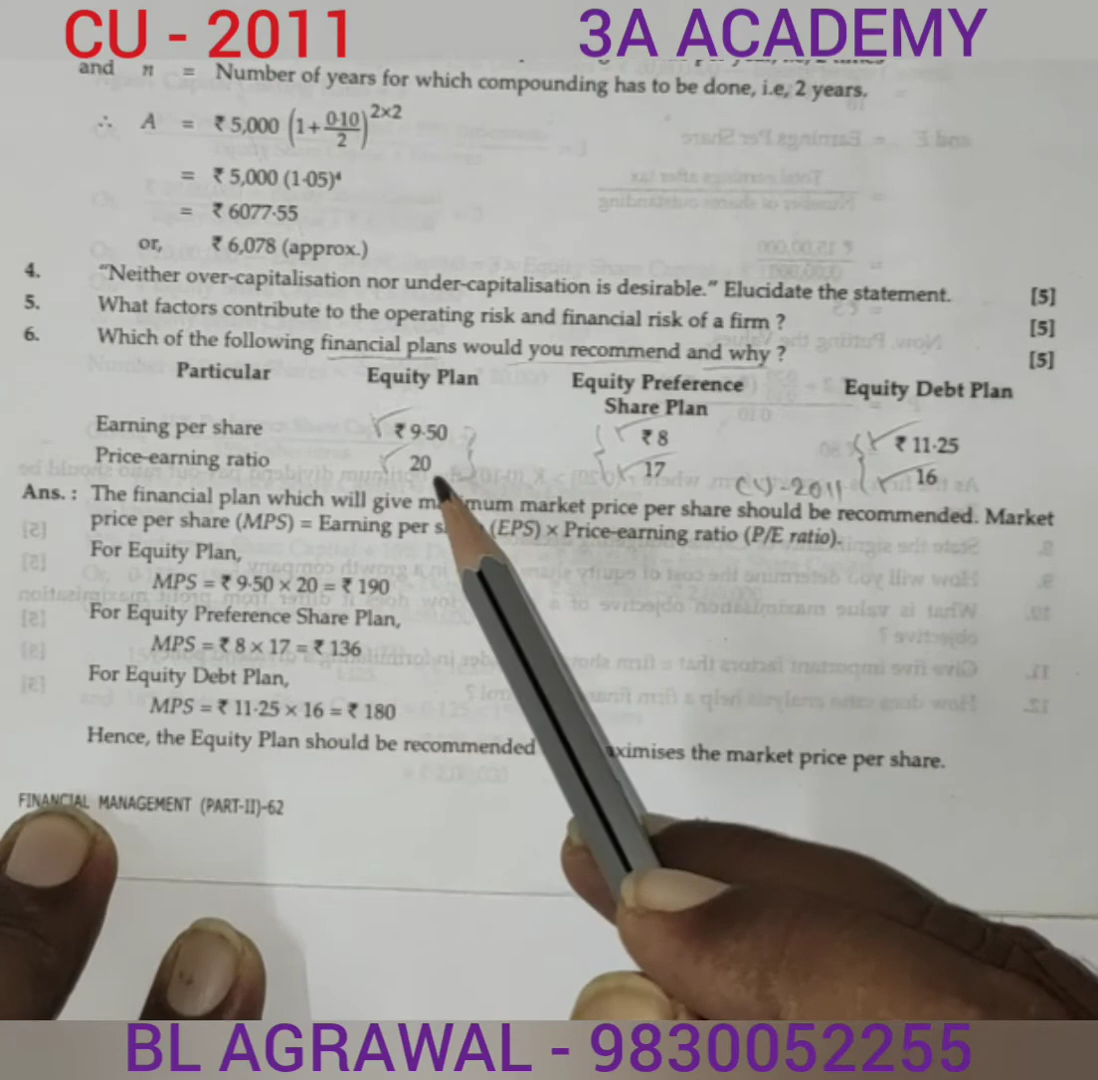 CU - 2011 3A ACADEMY
and n = Number of years for which compounding has to be done, i.e, 2 years.
∴ A = ₹ 5,000 (1 + 0·10/2)^2×2
= ₹ 5,000 (1·05)⁴
= ₹ 6077·55
or, ₹ 6,078 (approx.)
4. "Neither over-capitalisation nor under-capitalisation is desirable." Elucidate the statement. [5]
5. What factors contribute to the operating risk and financial risk of a firm ? [5]
6. Which of the following financial plans would you recommend and why ? [5]
Particular Equity Plan Equity Preference Equity Debt Plan
Share Plan
Earning per share ₹ 9·50 ₹ 8 ₹ 11·25
Price-earning ratio 20 17 16
CU-2011
Ans. : The financial plan which will give maximum market price per share should be recommended. Market
price per share (MPS) = Earning per (EPS) × Price-earning ratio (P/E ratio).
For Equity Plan,
MPS = ₹ 9·50 × 20 = ₹ 190
For Equity Preference Share Plan,
MPS = ₹ 8 × 17 = ₹ 136
For Equity Debt Plan,
MPS = ₹ 11·25 × 16 = ₹ 180
Hence, the Equity Plan should be recommended the market price per share.
FINANCIAL MANAGEMENT (PART-II)-62
BL AGRAWAL - 9830052255